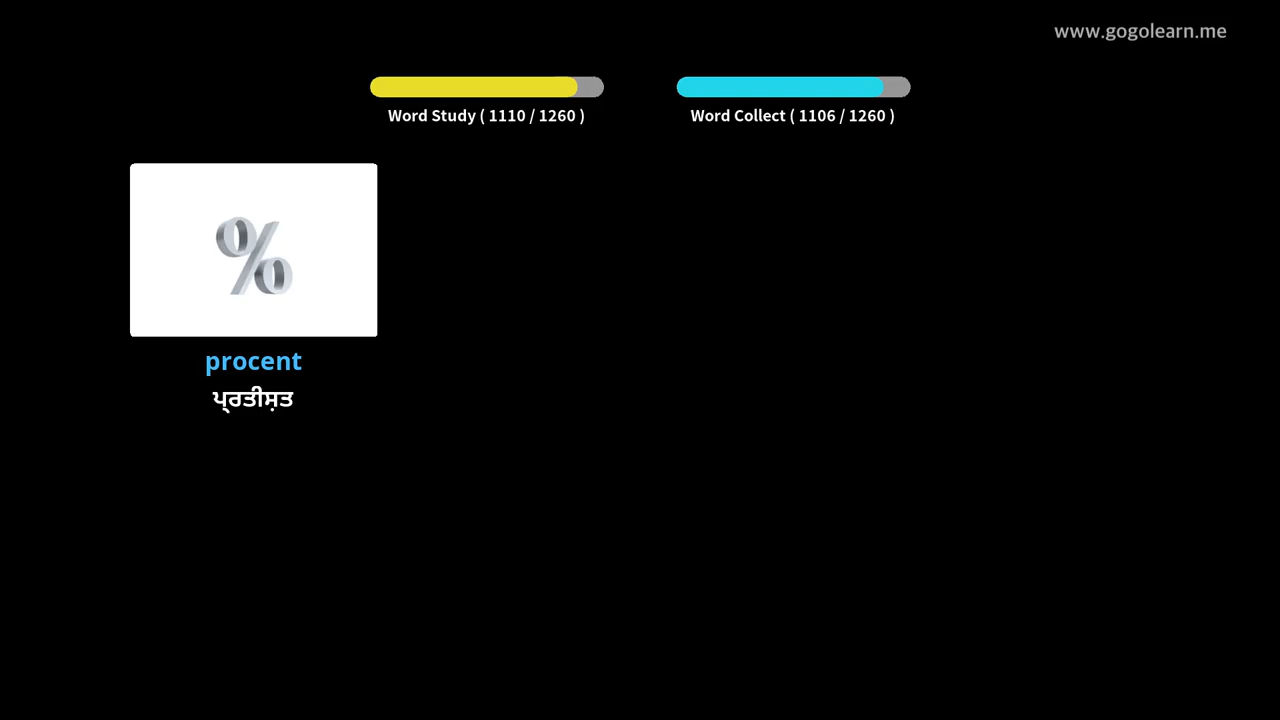 www.gogolearn.me
Word Study ( 1110 / 1260 )
Word Collect ( 1106 / 1260 )
%
procent
ਪ੍ਰਤੀਸ਼ਤ